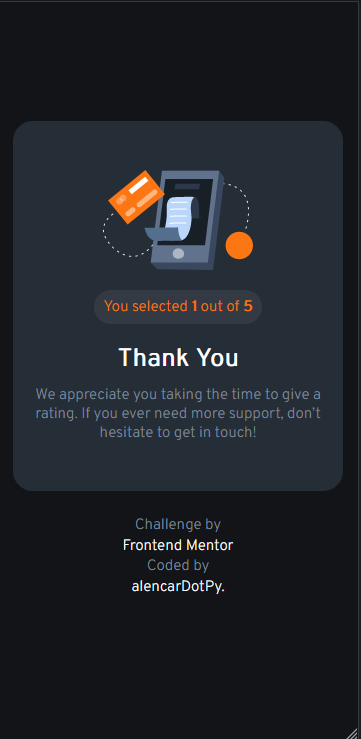 You selected 1 out of 5
Thank You
We appreciate you taking the time to give a
rating. If you ever need more support, don't
hesitate to get in touch!
Challenge by
Frontend Mentor
Coded by
alencarDotPy.